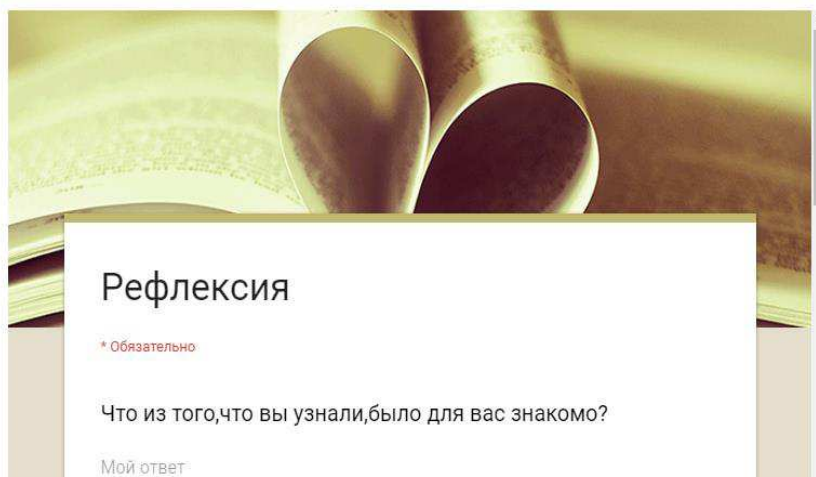 Рефлексия
* Обязательно
Что из того,что вы узнали,было для вас знакомо?
Мой ответ